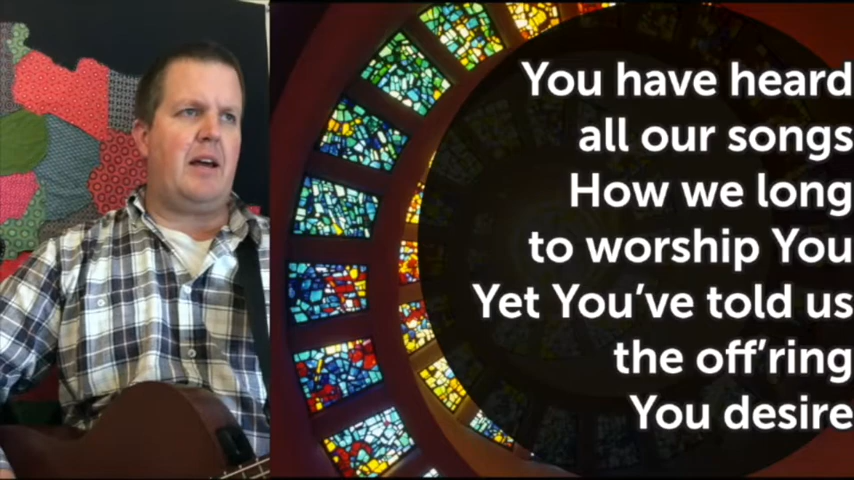 You have heard
all our songs
How we long
to worship You
Yet You've told us
the off'ring
You desire